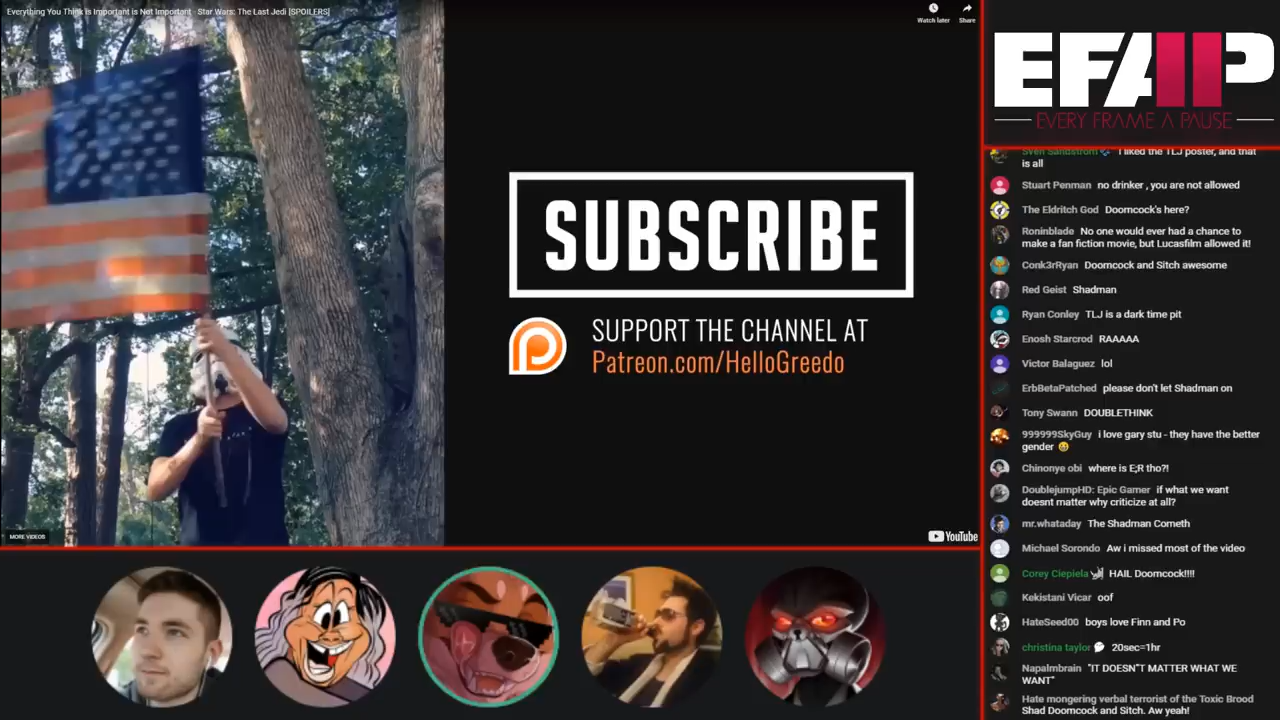 Everything You Think is Important is Not Important - Star Wars: The Last Jedi [SPOILERS]
Watch later
Share
SUBSCRIBE
SUPPORT THE CHANNEL AT
Patreon.com/HelloGreedo
MORE VIDEOS
YouTube
EFAP
EVERY FRAME A PAUSE
Sven Sandstrom I liked the TLJ poster, and that
is all
Stuart Penman no drinker , you are not allowed
The Eldritch God Doomcock's here?
Roninblade No one would ever had a chance to
make a fan fiction movie, but Lucasfilm allowed it!
Conk3rRyan Doomcock and Sitch awesome
Red Geist Shadman
Ryan Conley TLJ is a dark time pit
Enosh Starcrod RAAAAA
Victor Balaguez lol
ErbBetaPatched please don't let Shadman on
Tony Swann DOUBLETHINK
999999SkyGuy i love gary stu - they have the better
gender
Chinonye obi where is E;R tho?!
DoublejumpHD: Epic Gamer if what we want
doesnt matter why criticize at all?
mr.whataday The Shadman Cometh
Michael Sorondo Aw i missed most of the video
Corey Ciepiela HAIL Doomcock!!!!
Kekistani Vicar oof
HateSeed00 boys love Finn and Po
christina taylor 20sec=1hr
Napalmbrain "IT DOESN"T MATTER WHAT WE
WANT"
Hate mongering verbal terrorist of the Toxic Brood
Shad Doomcock and Sitch. Aw yeah!